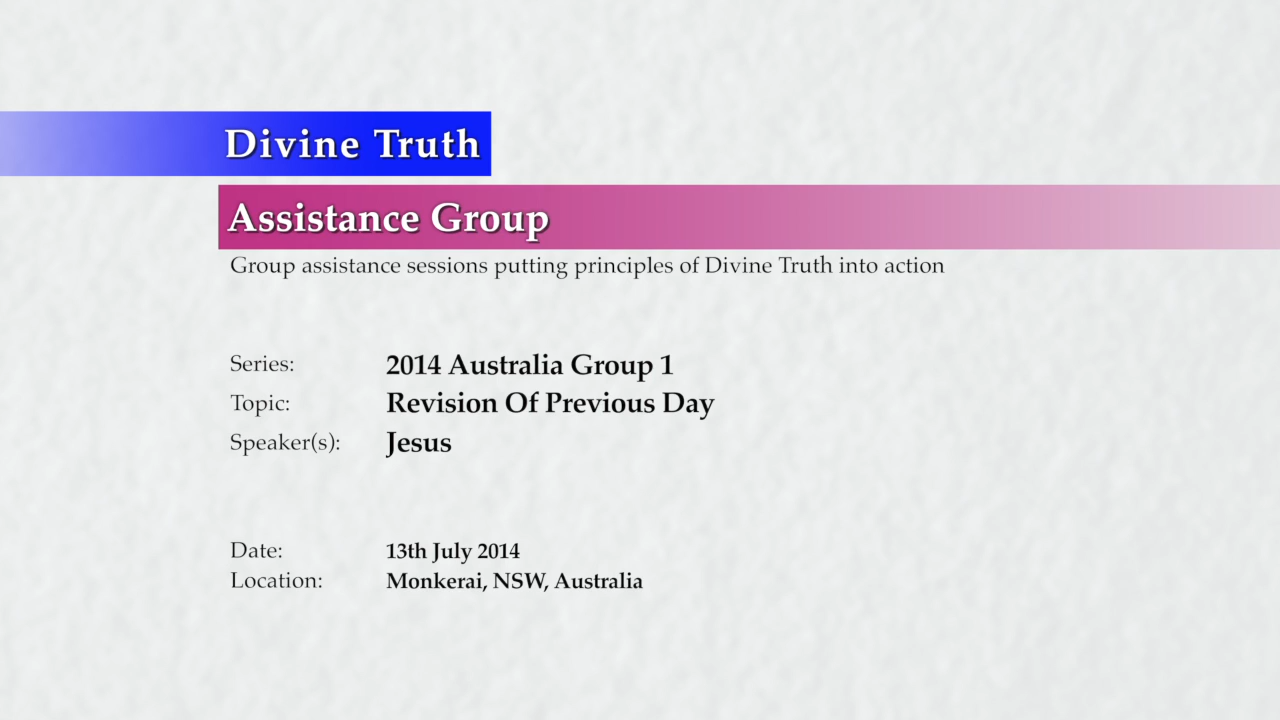 Divine Truth
Assistance Group
Group assistance sessions putting principles of Divine Truth into action
Series: 2014 Australia Group 1
Topic: Revision Of Previous Day
Speaker(s): Jesus
Date: 13th July 2014
Location: Monkerai, NSW, Australia